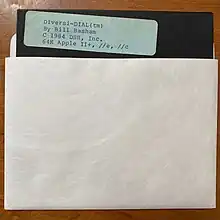 Diversi-DIAL(tm)
By Bill Basham
C 1984 DSR, Inc.
64K Apple II+, //e, //c